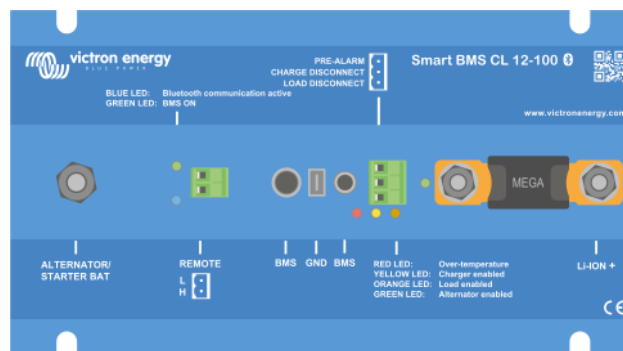 victron energy
BLUE POWER
PRE-ALARM
CHARGE DISCONNECT
LOAD DISCONNECT
Smart BMS CL 12-100
BLUE LED: Bluetooth communication active
GREEN LED: BMS ON
www.victronenergy.com
MEGA
ALTERNATOR/
STARTER BAT
REMOTE
L
H
BMS GND BMS
RED LED: Over-temperature
YELLOW LED: Charger enabled
ORANGE LED: Load enabled
GREEN LED: Alternator enabled
Li-ION +
CE